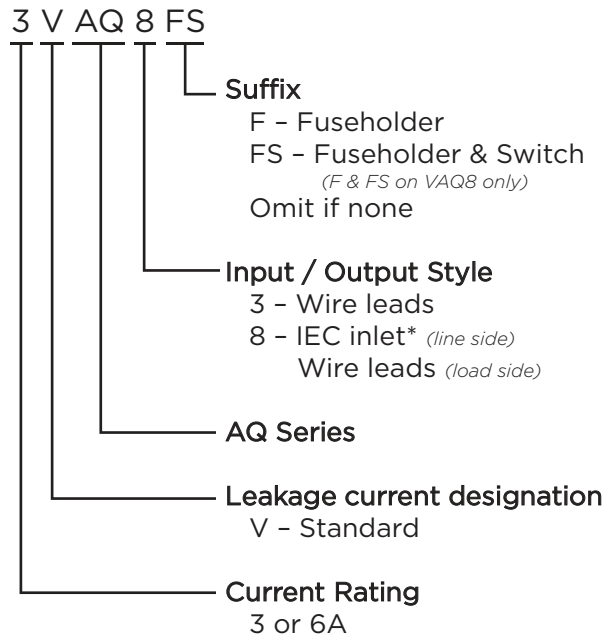 3 V AQ 8 FS
Suffix
F – Fuseholder
FS – Fuseholder & Switch
(F & FS on VAQ8 only)
Omit if none
Input / Output Style
3 – Wire leads
8 – IEC inlet* (line side)
Wire leads (load side)
AQ Series
Leakage current designation
V – Standard
Current Rating
3 or 6A